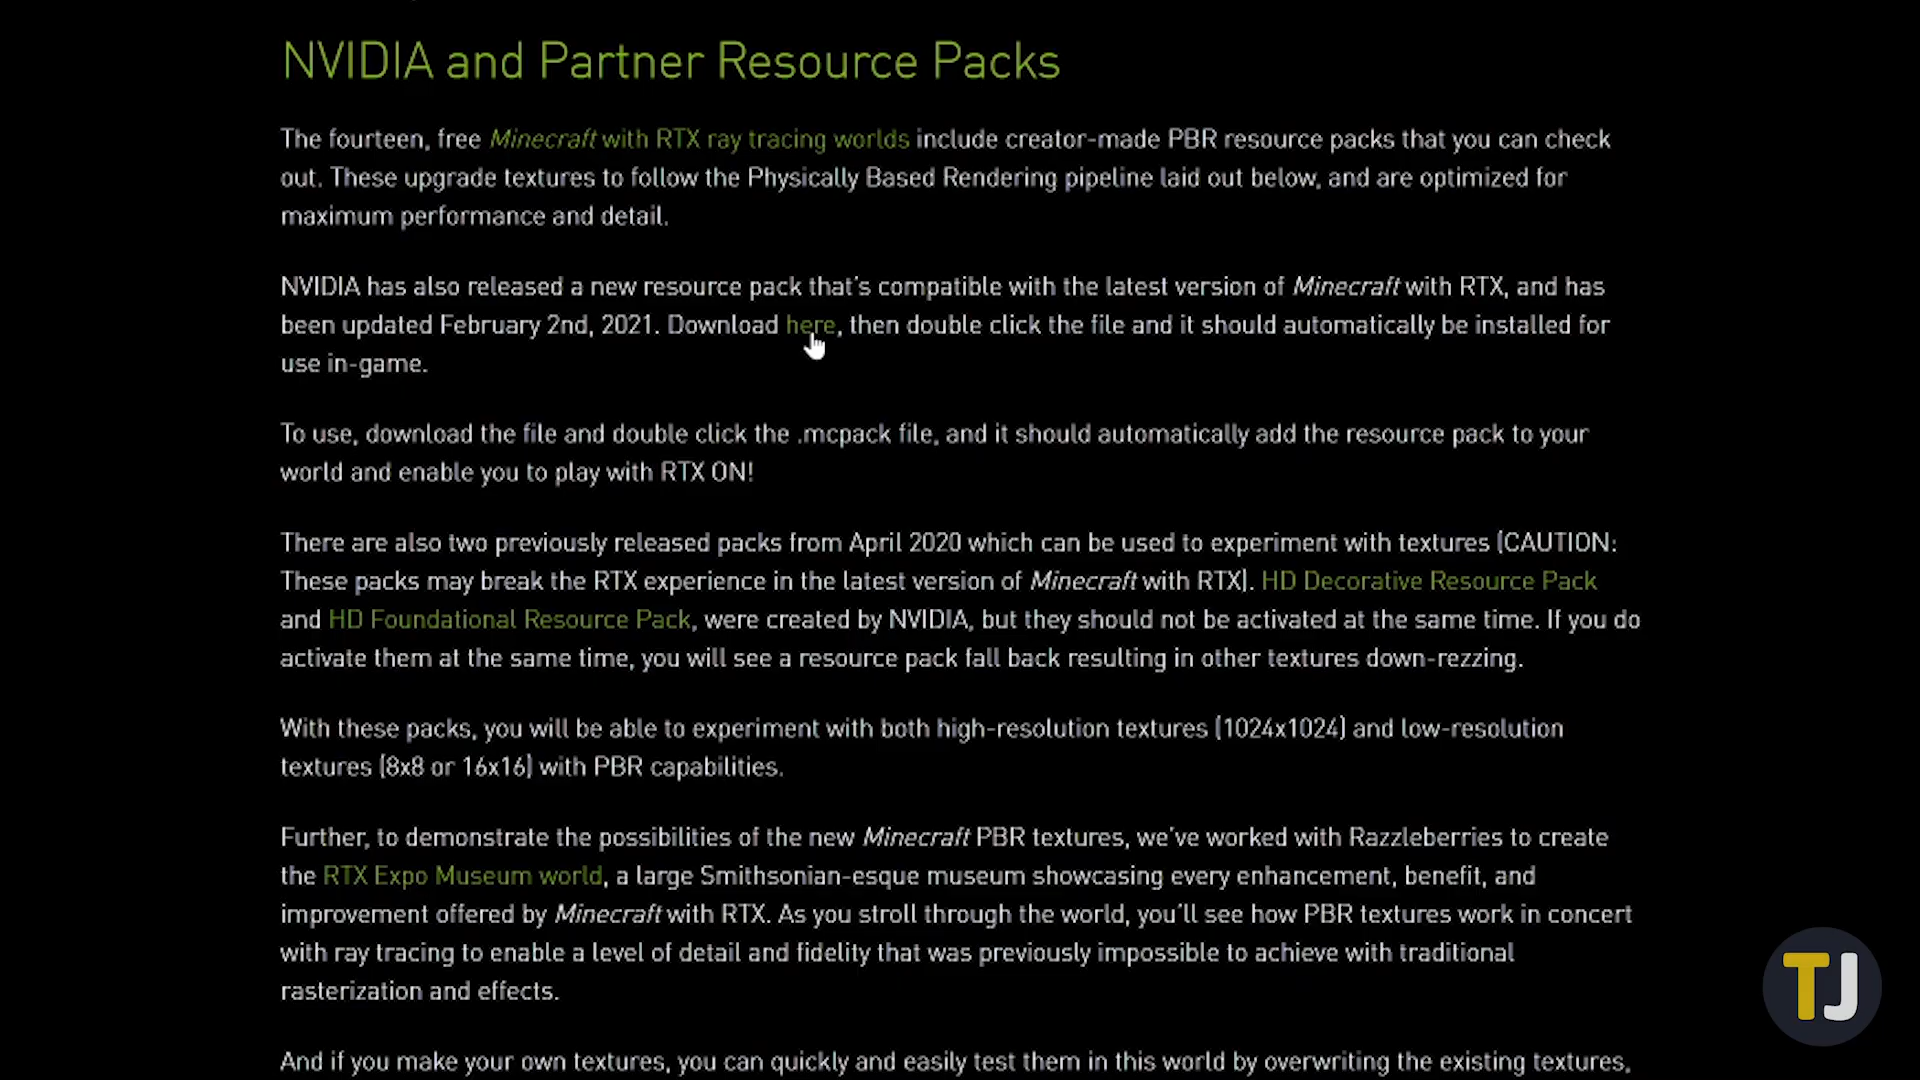 NVIDIA and Partner Resource Packs
The fourteen, free Minecraft with RTX ray tracing worlds include creator-made PBR resource packs that you can check
out. These upgrade textures to follow the Physically Based Rendering pipeline laid out below, and are optimized for
maximum performance and detail.
NVIDIA has also released a new resource pack that's compatible with the latest version of Minecraft with RTX, and has
been updated February 2nd, 2021. Download here, then double click the file and it should automatically be installed for
use in-game.
To use, download the file and double click the .mcpack file, and it should automatically add the resource pack to your
world and enable you to play with RTX ON!
There are also two previously released packs from April 2020 which can be used to experiment with textures (CAUTION:
These packs may break the RTX experience in the latest version of Minecraft with RTX). HD Decorative Resource Pack
and HD Foundational Resource Pack, were created by NVIDIA, but they should not be activated at the same time. If you do
activate them at the same time, you will see a resource pack fall back resulting in other textures down-rezzing.
With these packs, you will be able to experiment with both high-resolution textures (1024x1024) and low-resolution
textures (8x8 or 16x16) with PBR capabilities.
Further, to demonstrate the possibilities of the new Minecraft PBR textures, we've worked with Razzleberries to create
the RTX Expo Museum world, a large Smithsonian-esque museum showcasing every enhancement, benefit, and
improvement offered by Minecraft with RTX. As you stroll through the world, you'll see how PBR textures work in concert
with ray tracing to enable a level of detail and fidelity that was previously impossible to achieve with traditional
rasterization and effects.
And if you make your own textures, you can quickly and easily test them in this world by overwriting the existing textures,
TJ